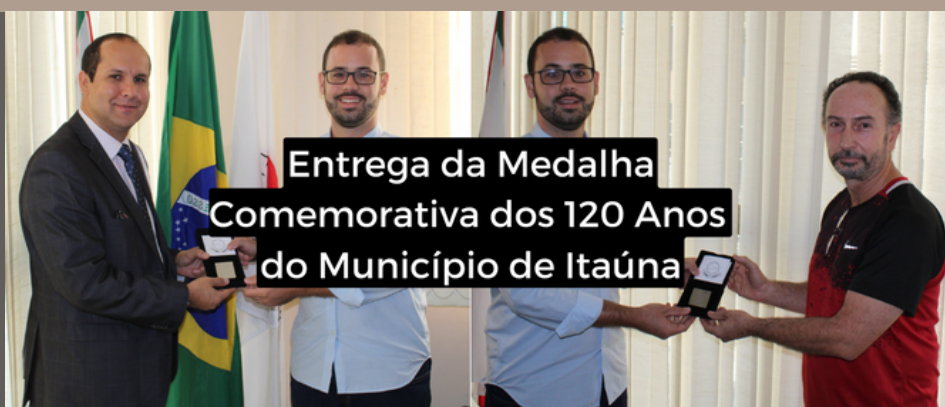 Entrega da Medalha
Comemorativa dos 120 Anos
do Município de Itaúna